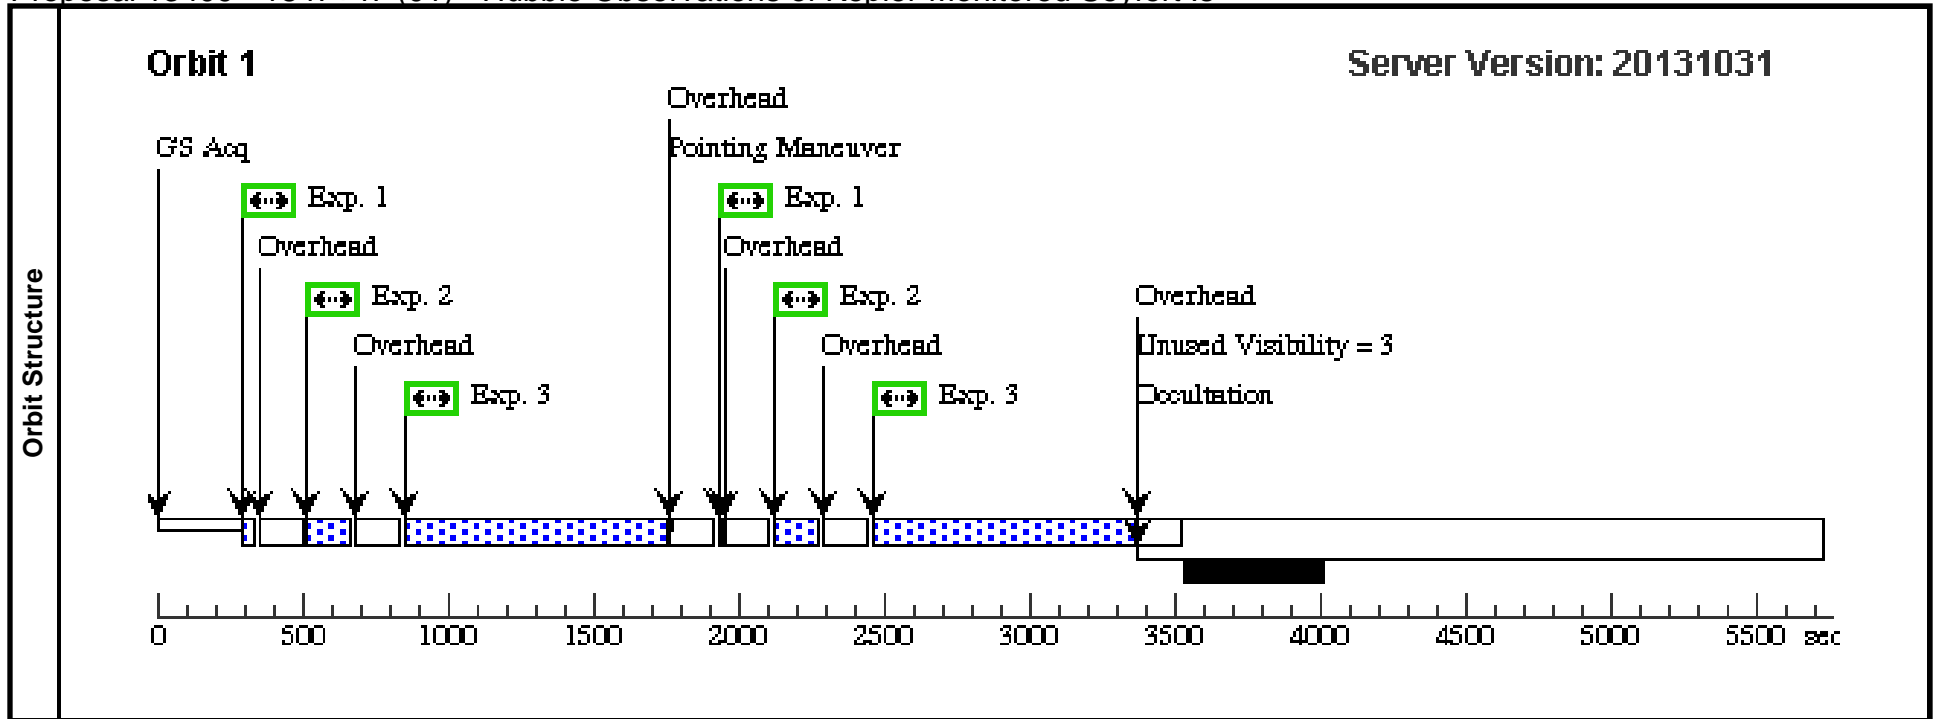 Orbit 1
Server Version: 20131031
Overhead
GS Acq
Pointing Maneuver
Exp. 1
Exp. 1
Overhead
Overhead
Exp. 2
Exp. 2
Overhead
Overhead
Overhead
Unused Visibility = 3
Exp. 3
Exp. 3
Occultation
Orbit Structure
0 500 1000 1500 2000 2500 3000 3500 4000 4500 5000 5500 sec